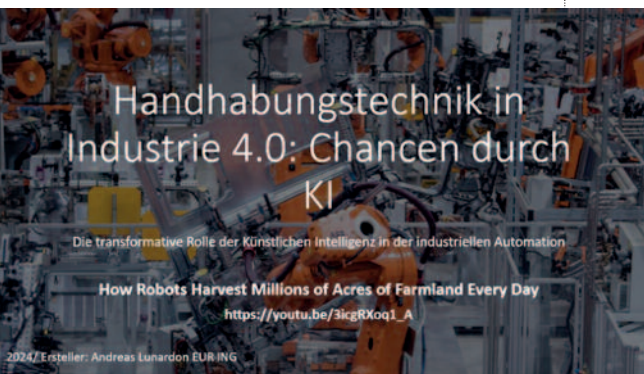 Handhabungstechnik in
Industrie 4.0: Chancen durch
KI
Die transformative Rolle der Künstlichen Intelligenz in der industriellen Automation
How Robots Harvest Millions of Acres of Farmland Every Day
https://youtu.be/3icgRXoq1_A
2024/ Ersteller: Andreas Lunardon EUR ING